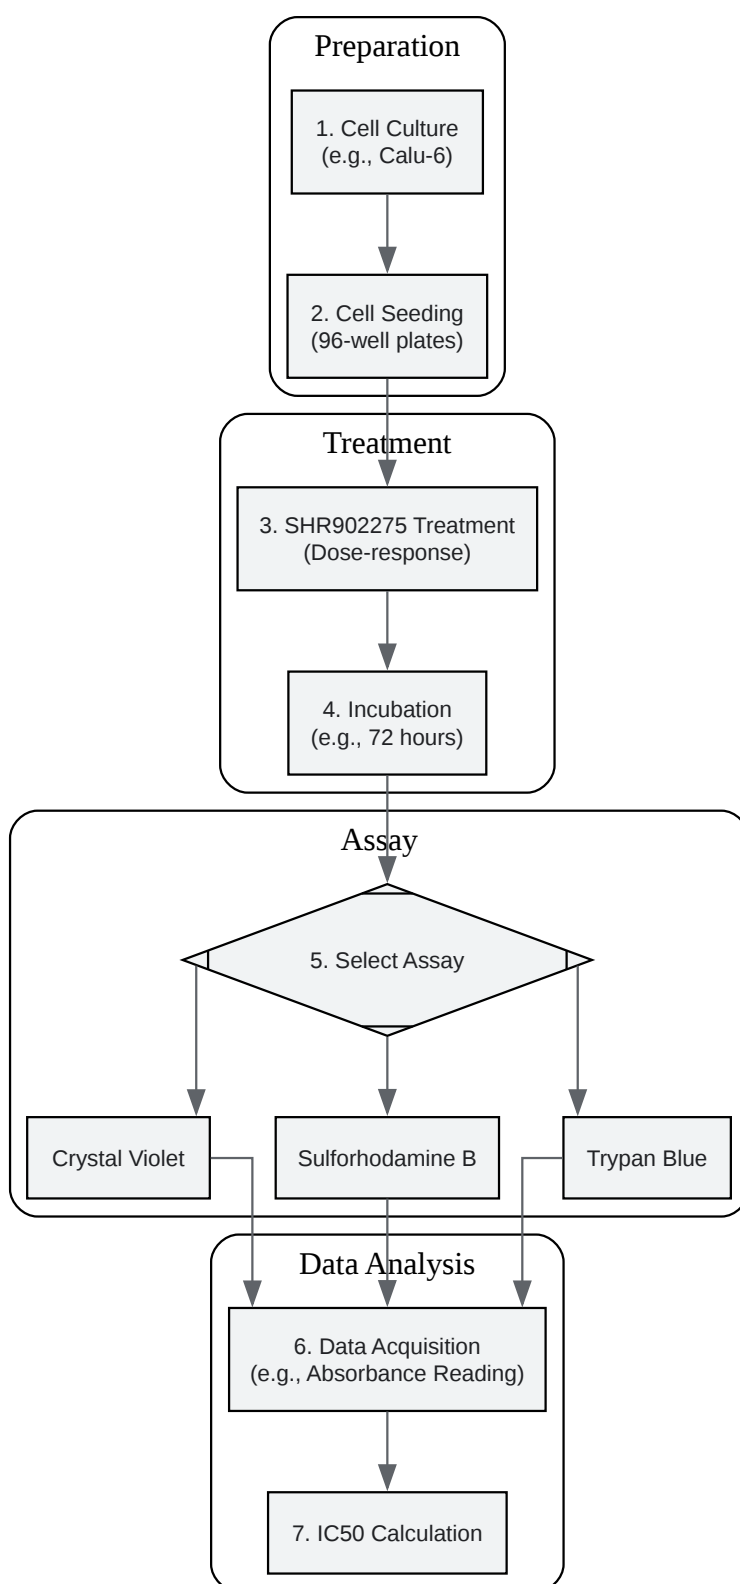 Preparation
1. Cell Culture
(e.g., Calu-6)
2. Cell Seeding
(96-well plates)
Treatment
3. SHR902275 Treatment
(Dose-response)
4. Incubation
(e.g., 72 hours)
Assay
5. Select Assay
Crystal Violet
Sulforhodamine B
Trypan Blue
Data Analysis
6. Data Acquisition
(e.g., Absorbance Reading)
7. IC50 Calculation